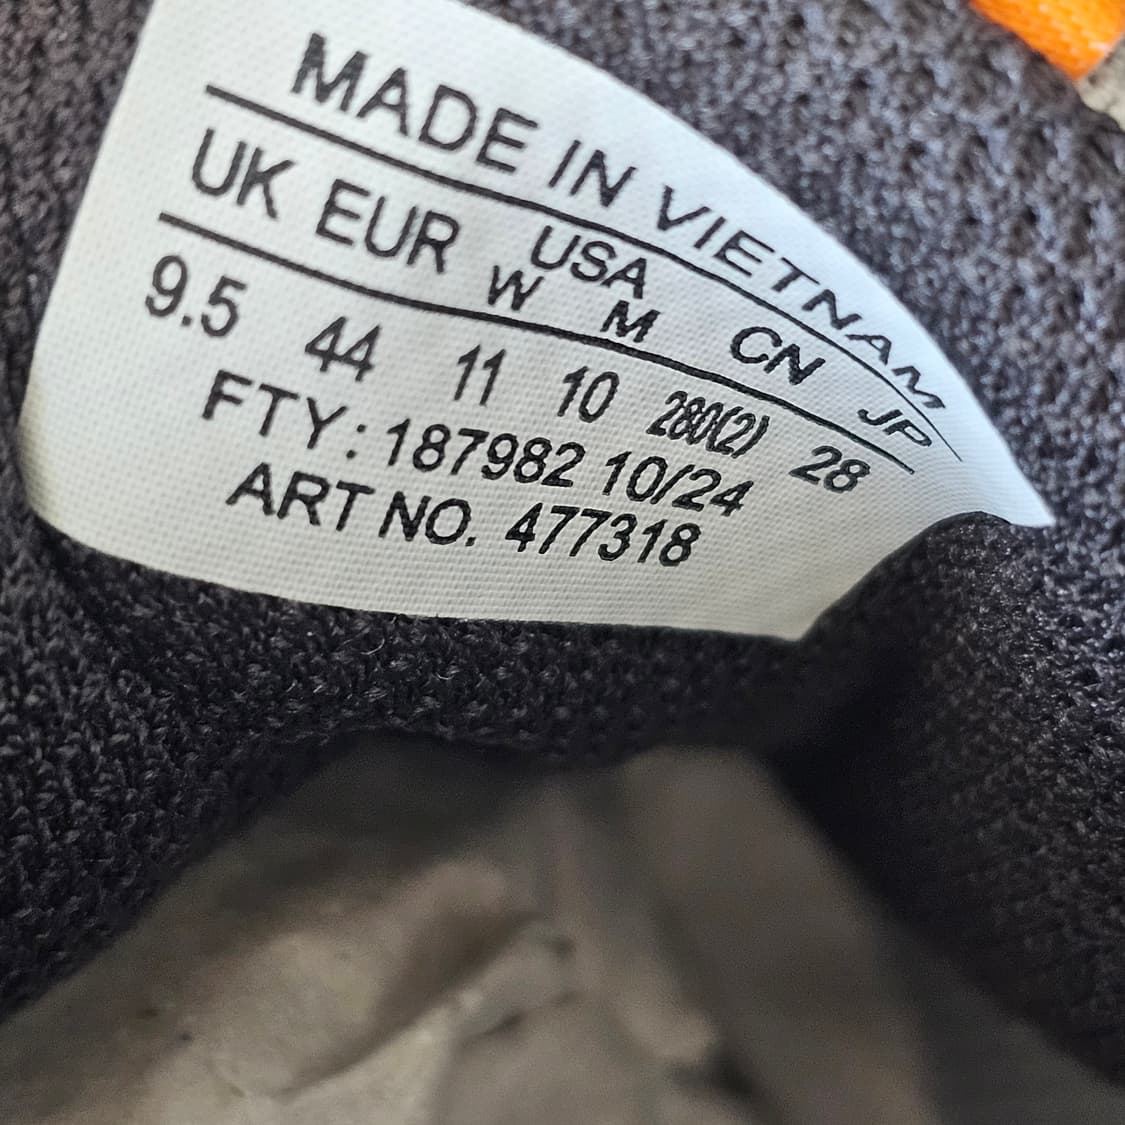 MADE IN VIETNAM
UK EUR USA CN JP
W M
9.5 44 11 10 280(2) 28
FTY: 187982 10/24
ART NO. 477318